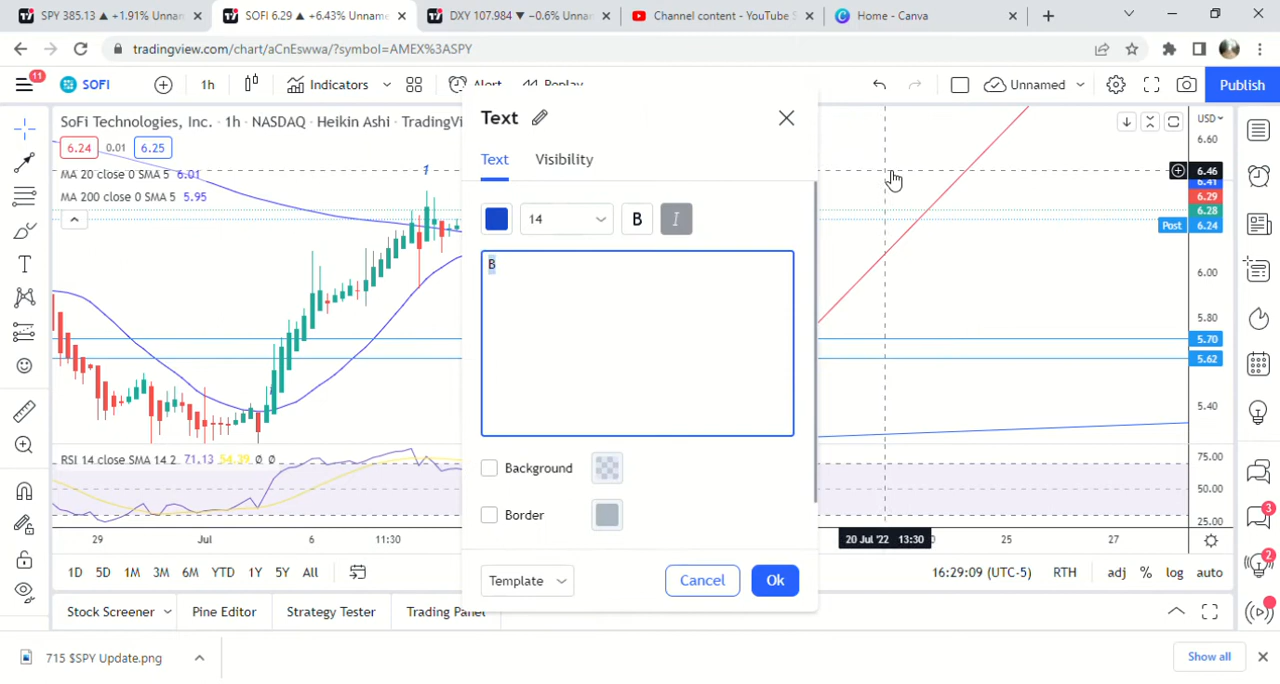 SPY 385.13 ▲ +1.91% Unnam
SOFI 6.29 ▲ +6.43% Unname
DXY 107.984 ▼ −0.6% Unnam
Channel content - YouTube S
Home - Canva
tradingview.com/chart/aCnEswwa/?symbol=AMEX%3ASPY
11
SOFI
1h
Indicators
Alert
Replay
Unnamed
Publish
SoFi Technologies, Inc. · 1h · NASDAQ · Heikin Ashi · TradingVi
6.24
0.01
6.25
MA 20 close 0 SMA 5 6.01
MA 200 close 0 SMA 5 5.95
1
Text
Text
Visibility
14
B
I
B
Background
Border
Template
Cancel
Ok
USD
6.60
6.46
6.41
6.29
6.28
Post 6.24
6.00
5.80
5.70
5.62
5.40
RSI 14 close SMA 14 2 71.13 54.39 0 0
75.00
50.00
25.00
29
Jul
6
11:30
20 Jul '22 13:30
25
27
1D
5D
1M
3M
6M
YTD
1Y
5Y
All
16:29:09 (UTC-5)
RTH
adj
%
log
auto
Stock Screener
Pine Editor
Strategy Tester
Trading Panel
3
2
715 $SPY Update.png
Show all